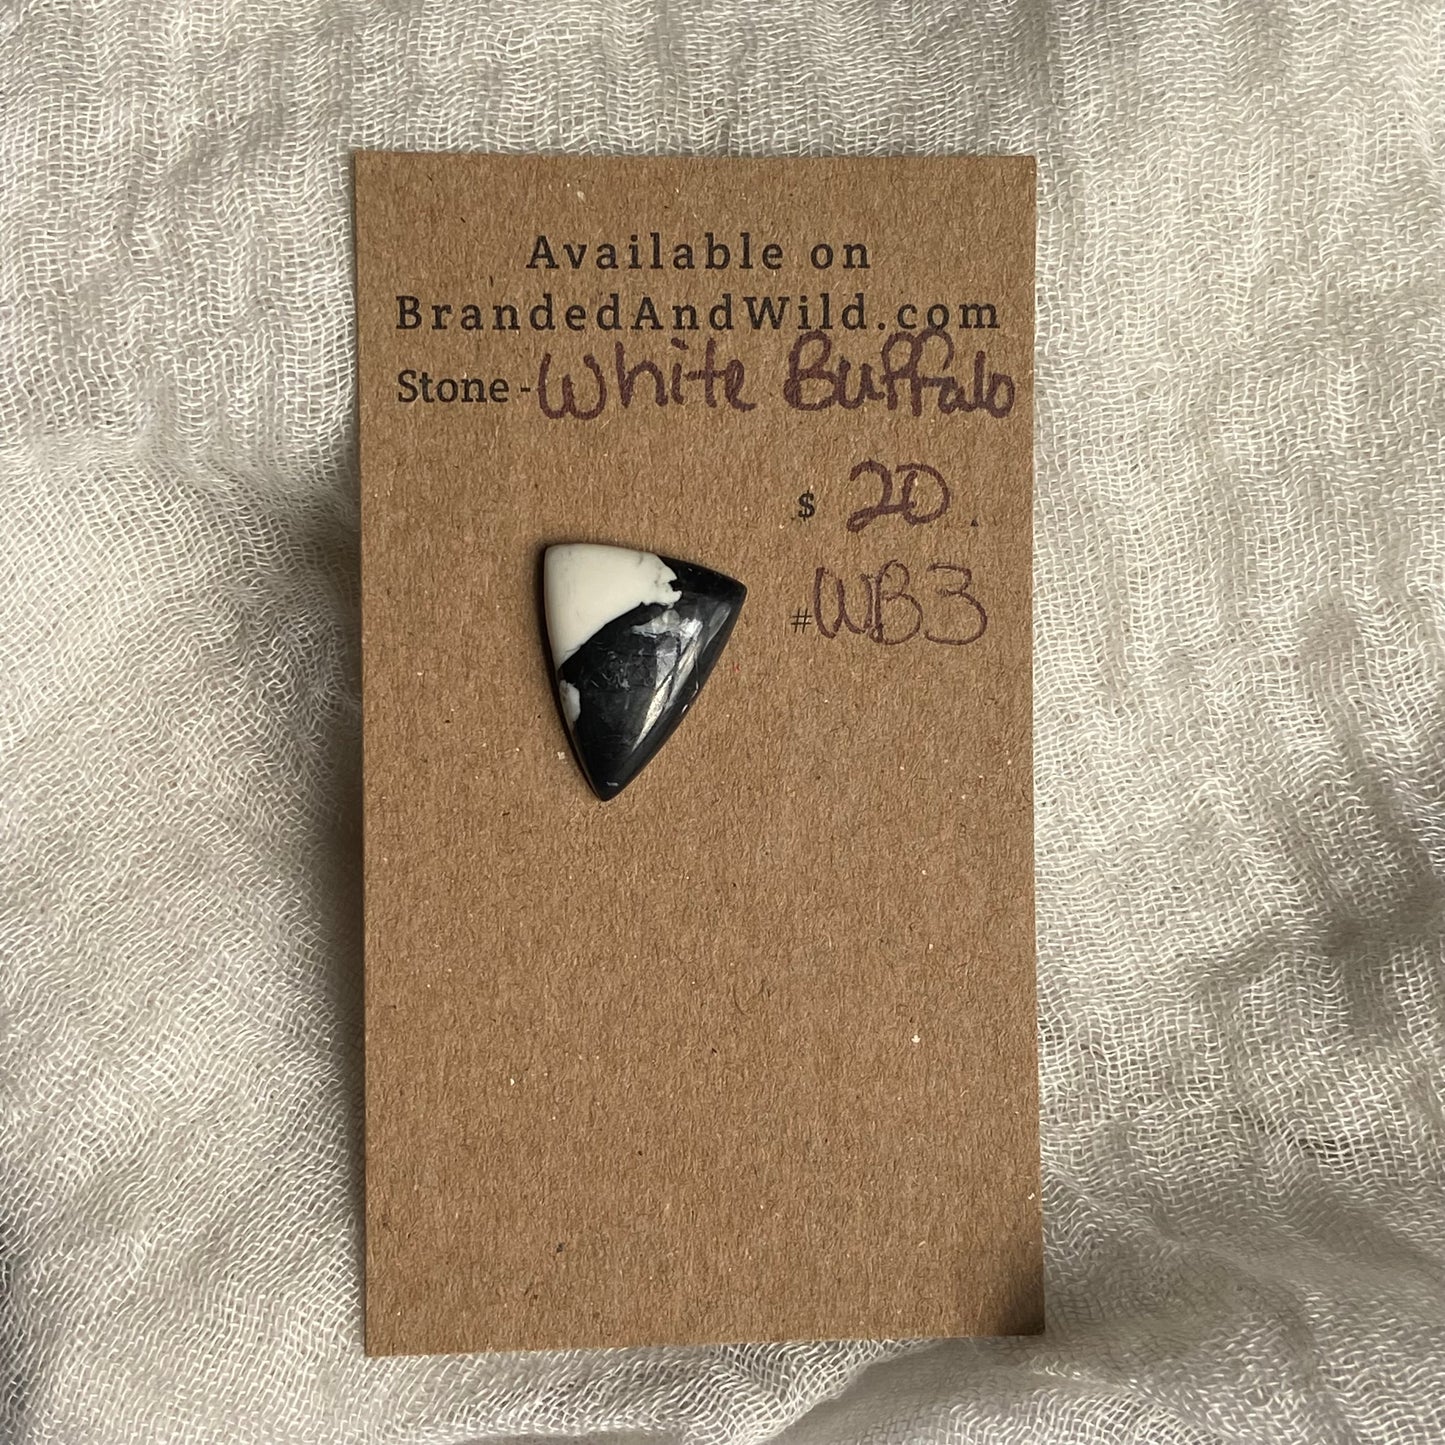 Available on
BrandedAndWild.com
Stone - White Buffalo
$ 20
#WB3